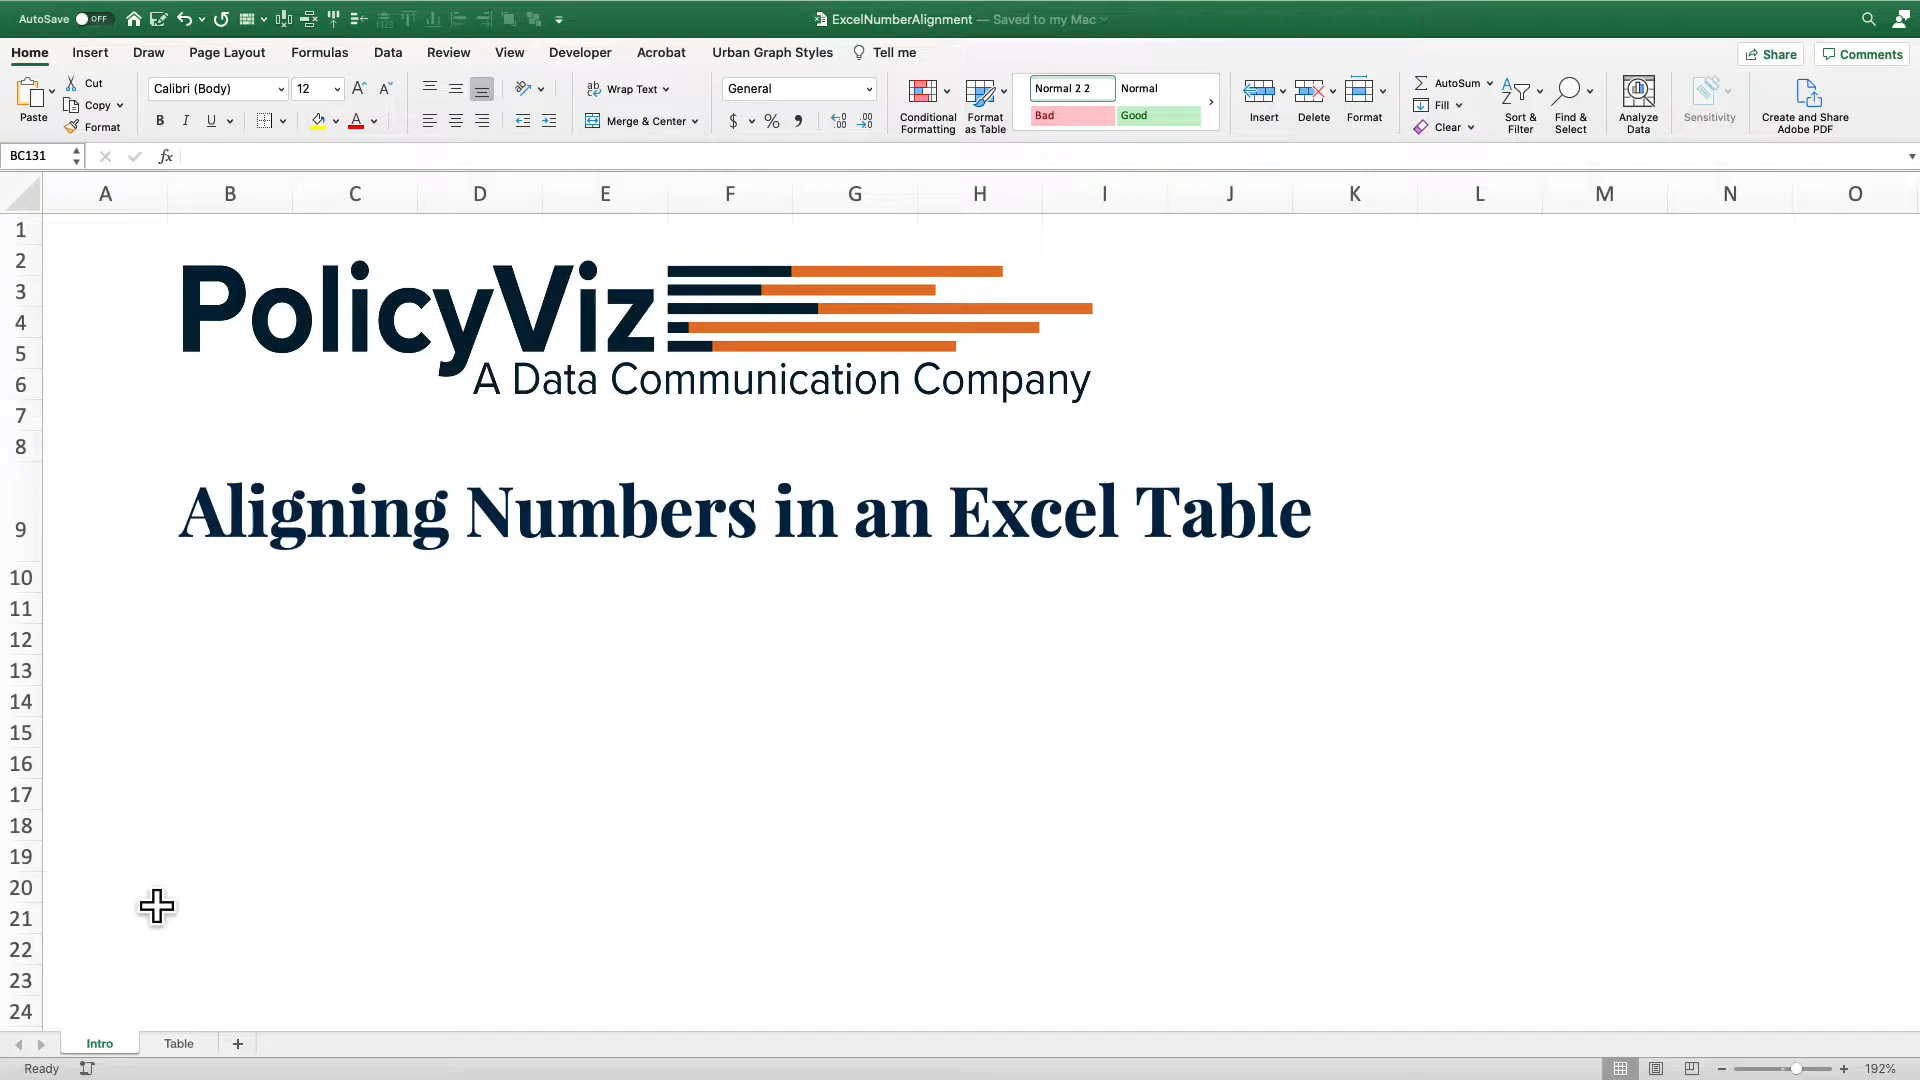 AutoSave OFF
ExcelNumberAlignment — Saved to my Mac
Home Insert Draw Page Layout Formulas Data Review View Developer Acrobat Urban Graph Styles Tell me
Share Comments
Paste
Cut
Copy
Format
Calibri (Body) 12
B I U
Wrap Text
Merge & Center
General
$ %
Conditional Formatting
Format as Table
Normal 2 2 Normal
Bad Good
Insert Delete Format
AutoSum
Fill
Clear
Sort & Filter
Find & Select
Analyze Data
Sensitivity
Create and Share Adobe PDF
BC131 fx
A B C D E F G H I J K L M N O
1
2
3
4
5
6
7
8
9
10
11
12
13
14
15
16
17
18
19
20
21
22
23
24
PolicyViz
A Data Communication Company
Aligning Numbers in an Excel Table
Intro Table +
Ready
192%